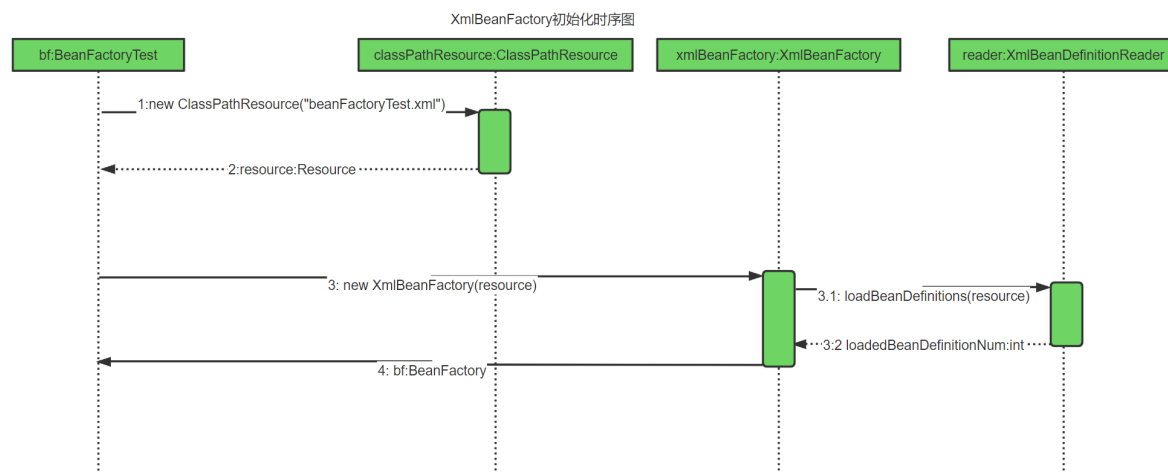 XmlBeanFactory初始化时序图
bf:BeanFactoryTest
classPathResource:ClassPathResource
xmlBeanFactory:XmlBeanFactory
reader:XmlBeanDefinitionReader
1:new ClassPathResource("beanFactoryTest.xml")
2:resource:Resource
3: new XmlBeanFactory(resource)
3.1: loadBeanDefinitions(resource)
3:2 loadedBeanDefinitionNum:int
4: bf:BeanFactory